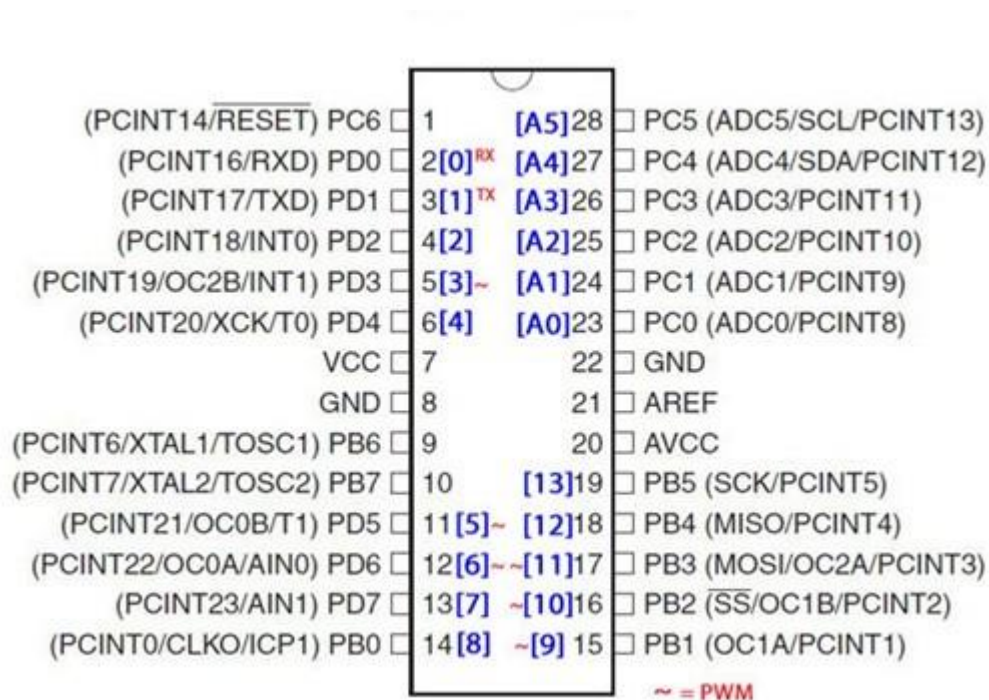 (PCINT14/RESET) PC6 1 [A5] 28 PC5 (ADC5/SCL/PCINT13)
(PCINT16/RXD) PD0 2 [0] RX [A4] 27 PC4 (ADC4/SDA/PCINT12)
(PCINT17/TXD) PD1 3 [1] TX [A3] 26 PC3 (ADC3/PCINT11)
(PCINT18/INT0) PD2 4 [2] [A2] 25 PC2 (ADC2/PCINT10)
(PCINT19/OC2B/INT1) PD3 5 [3]~ [A1] 24 PC1 (ADC1/PCINT9)
(PCINT20/XCK/T0) PD4 6 [4] [A0] 23 PC0 (ADC0/PCINT8)
VCC 7 22 GND
GND 8 21 AREF
(PCINT6/XTAL1/TOSC1) PB6 9 20 AVCC
(PCINT7/XTAL2/TOSC2) PB7 10 [13] 19 PB5 (SCK/PCINT5)
(PCINT21/OC0B/T1) PD5 11 [5]~ [12] 18 PB4 (MISO/PCINT4)
(PCINT22/OC0A/AIN0) PD6 12 [6]~ ~[11] 17 PB3 (MOSI/OC2A/PCINT3)
(PCINT23/AIN1) PD7 13 [7] ~[10] 16 PB2 (SS/OC1B/PCINT2)
(PCINT0/CLKO/ICP1) PB0 14 [8] ~[9] 15 PB1 (OC1A/PCINT1)
~ = PWM